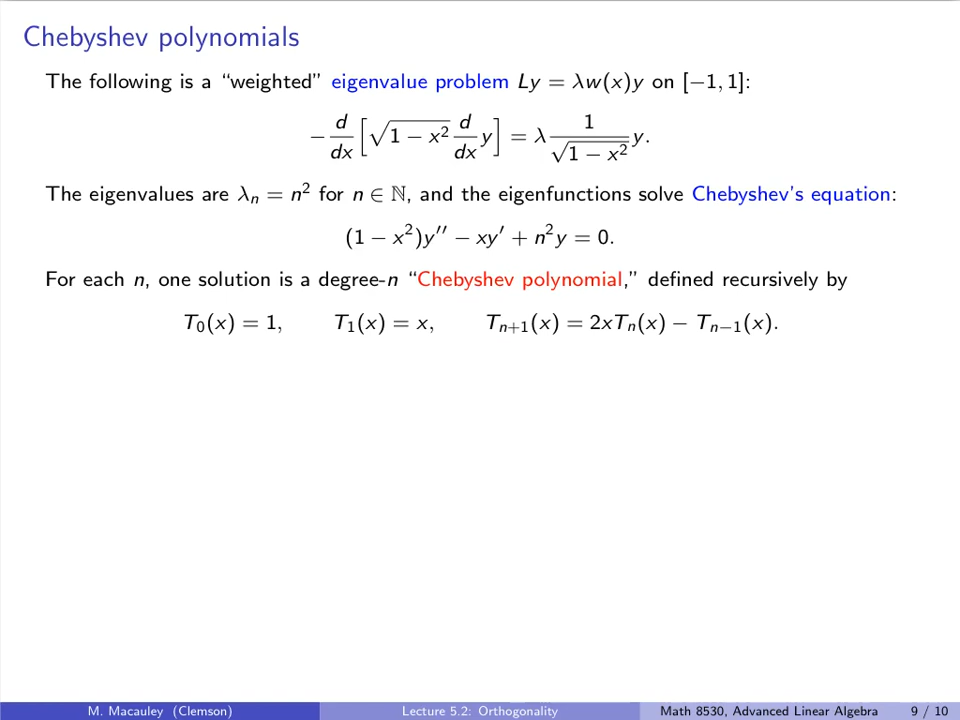 Chebyshev polynomials
The following is a “weighted” eigenvalue problem Ly = λw(x)y on [−1, 1]:
− d/dx [√(1 − x²) d/dx y] = λ 1/√(1 − x²) y.
The eigenvalues are λₙ = n² for n ∈ ℕ, and the eigenfunctions solve Chebyshev’s equation:
(1 − x²)y′′ − xy′ + n²y = 0.
For each n, one solution is a degree-n “Chebyshev polynomial,” defined recursively by
T₀(x) = 1, T₁(x) = x, Tₙ₊₁(x) = 2xTₙ(x) − Tₙ₋₁(x).
M. Macauley (Clemson) Lecture 5.2: Orthogonality Math 8530, Advanced Linear Algebra 9 / 10